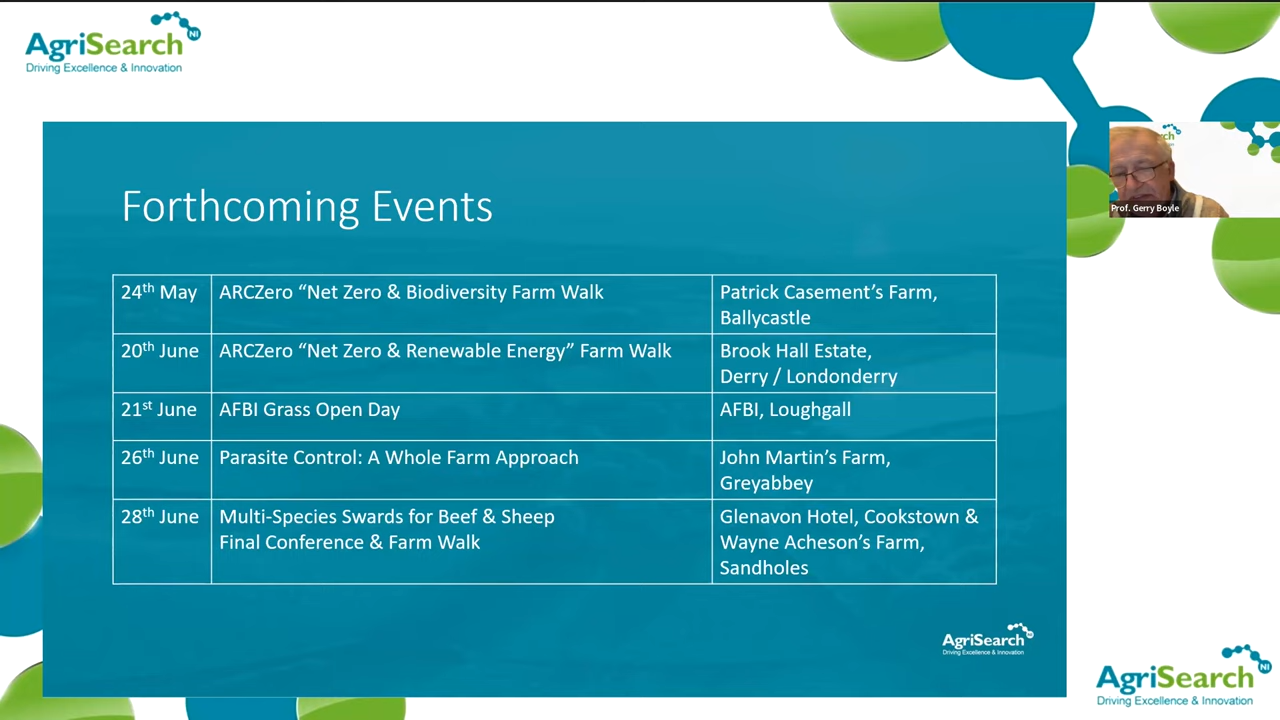 AgriSearch NI
Driving Excellence & Innovation
Forthcoming Events
24th May
ARCZero “Net Zero & Biodiversity Farm Walk
Patrick Casement’s Farm,
Ballycastle
20th June
ARCZero “Net Zero & Renewable Energy” Farm Walk
Brook Hall Estate,
Derry / Londonderry
21st June
AFBI Grass Open Day
AFBI, Loughgall
26th June
Parasite Control: A Whole Farm Approach
John Martin’s Farm,
Greyabbey
28th June
Multi-Species Swards for Beef & Sheep
Final Conference & Farm Walk
Glenavon Hotel, Cookstown &
Wayne Acheson’s Farm,
Sandholes
AgriSearch NI
Driving Excellence & Innovation
Prof. Gerry Boyle
AgriSearch NI
Driving Excellence & Innovation